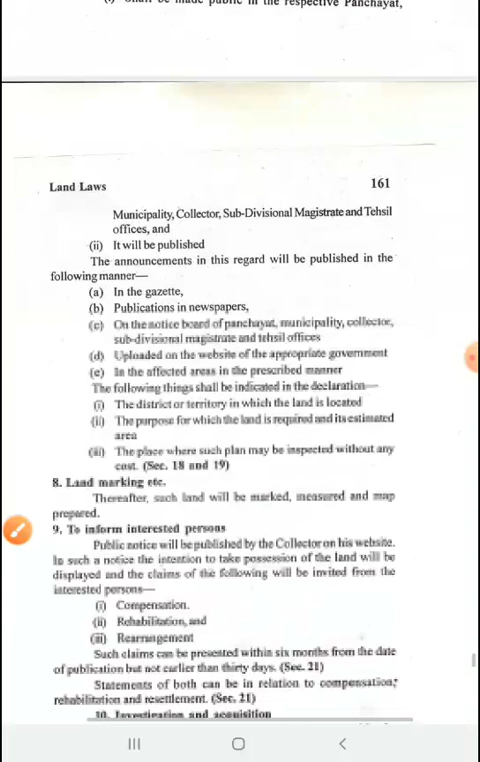 (i) Shall be made public in the respective Panchayat,
Land Laws 161
Municipality, Collector, Sub-Divisional Magistrate and Tehsil
offices, and
(ii) It will be published
The announcements in this regard will be published in the
following manner—
(a) In the gazette,
(b) Publications in newspapers,
(c) On the notice board of panchayat, municipality, collector,
sub-divisional magistrate and tehsil offices
(d) Uploaded on the website of the appropriate government
(e) In the affected areas in the prescribed manner
The following things shall be indicated in the declaration—
(i) The district or territory in which the land is located
(ii) The purpose for which the land is required and its estimated
area
(iii) The place where such plan may be inspected without any
cost. (Sec. 18 and 19)
8. Land marking etc.
Thereafter, such land will be marked, measured and map
prepared.
9. To inform interested persons
Public notice will be published by the Collector on his website.
In such a notice the intention to take possession of the land will be
displayed and the claims of the following will be invited from the
interested persons—
(i) Compensation.
(ii) Rehabilitation, and
(iii) Rearrangement
Such claims can be presented within six months from the date
of publication but not earlier than thirty days. (Sec. 21)
Statements of both can be in relation to compensation,
rehabilitation and resettlement. (Sec. 21)
10. Investigation and acquisition